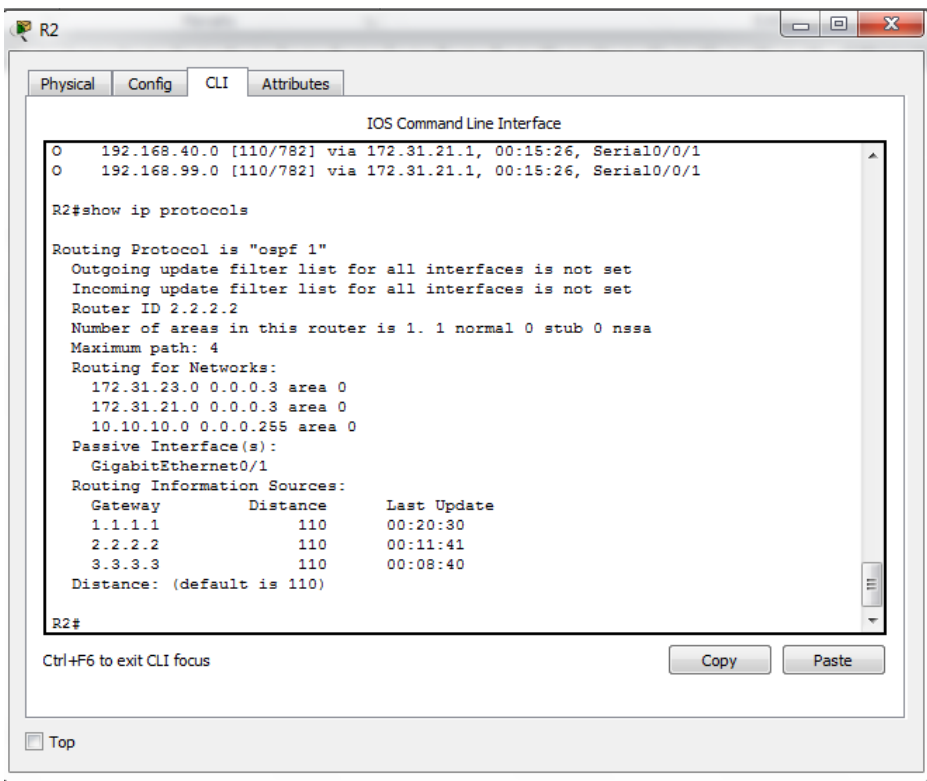 R2
Physical Config CLI Attributes
IOS Command Line Interface
O 192.168.40.0 [110/782] via 172.31.21.1, 00:15:26, Serial0/0/1
O 192.168.99.0 [110/782] via 172.31.21.1, 00:15:26, Serial0/0/1
R2#show ip protocols
Routing Protocol is "ospf 1"
Outgoing update filter list for all interfaces is not set
Incoming update filter list for all interfaces is not set
Router ID 2.2.2.2
Number of areas in this router is 1. 1 normal 0 stub 0 nssa
Maximum path: 4
Routing for Networks:
172.31.23.0 0.0.0.3 area 0
172.31.21.0 0.0.0.3 area 0
10.10.10.0 0.0.0.255 area 0
Passive Interface(s):
GigabitEthernet0/1
Routing Information Sources:
Gateway Distance Last Update
1.1.1.1 110 00:20:30
2.2.2.2 110 00:11:41
3.3.3.3 110 00:08:40
Distance: (default is 110)
R2#
Ctrl+F6 to exit CLI focus
Copy Paste
Top